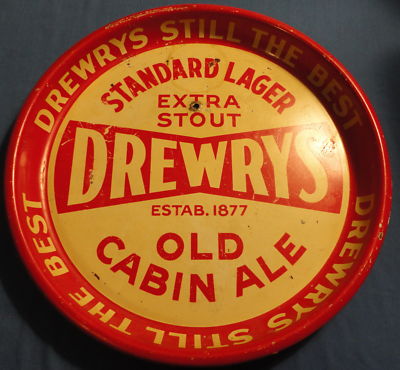 DREWRYS STILL THE BEST
STANDARD LAGER
EXTRA
STOUT
DREWRYS
ESTAB. 1877
OLD
CABIN ALE
DREWRYS STILL THE BEST